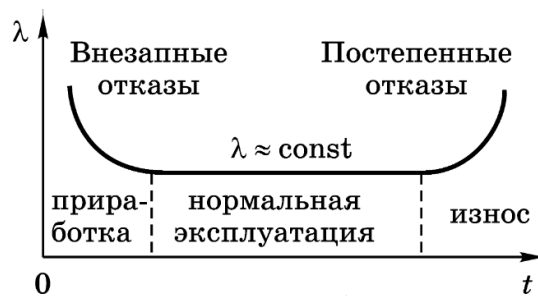 λ
Внезапные
отказы
Постепенные
отказы
λ ≈ const
прира-
ботка
нормальная
эксплуатация
износ
0
t